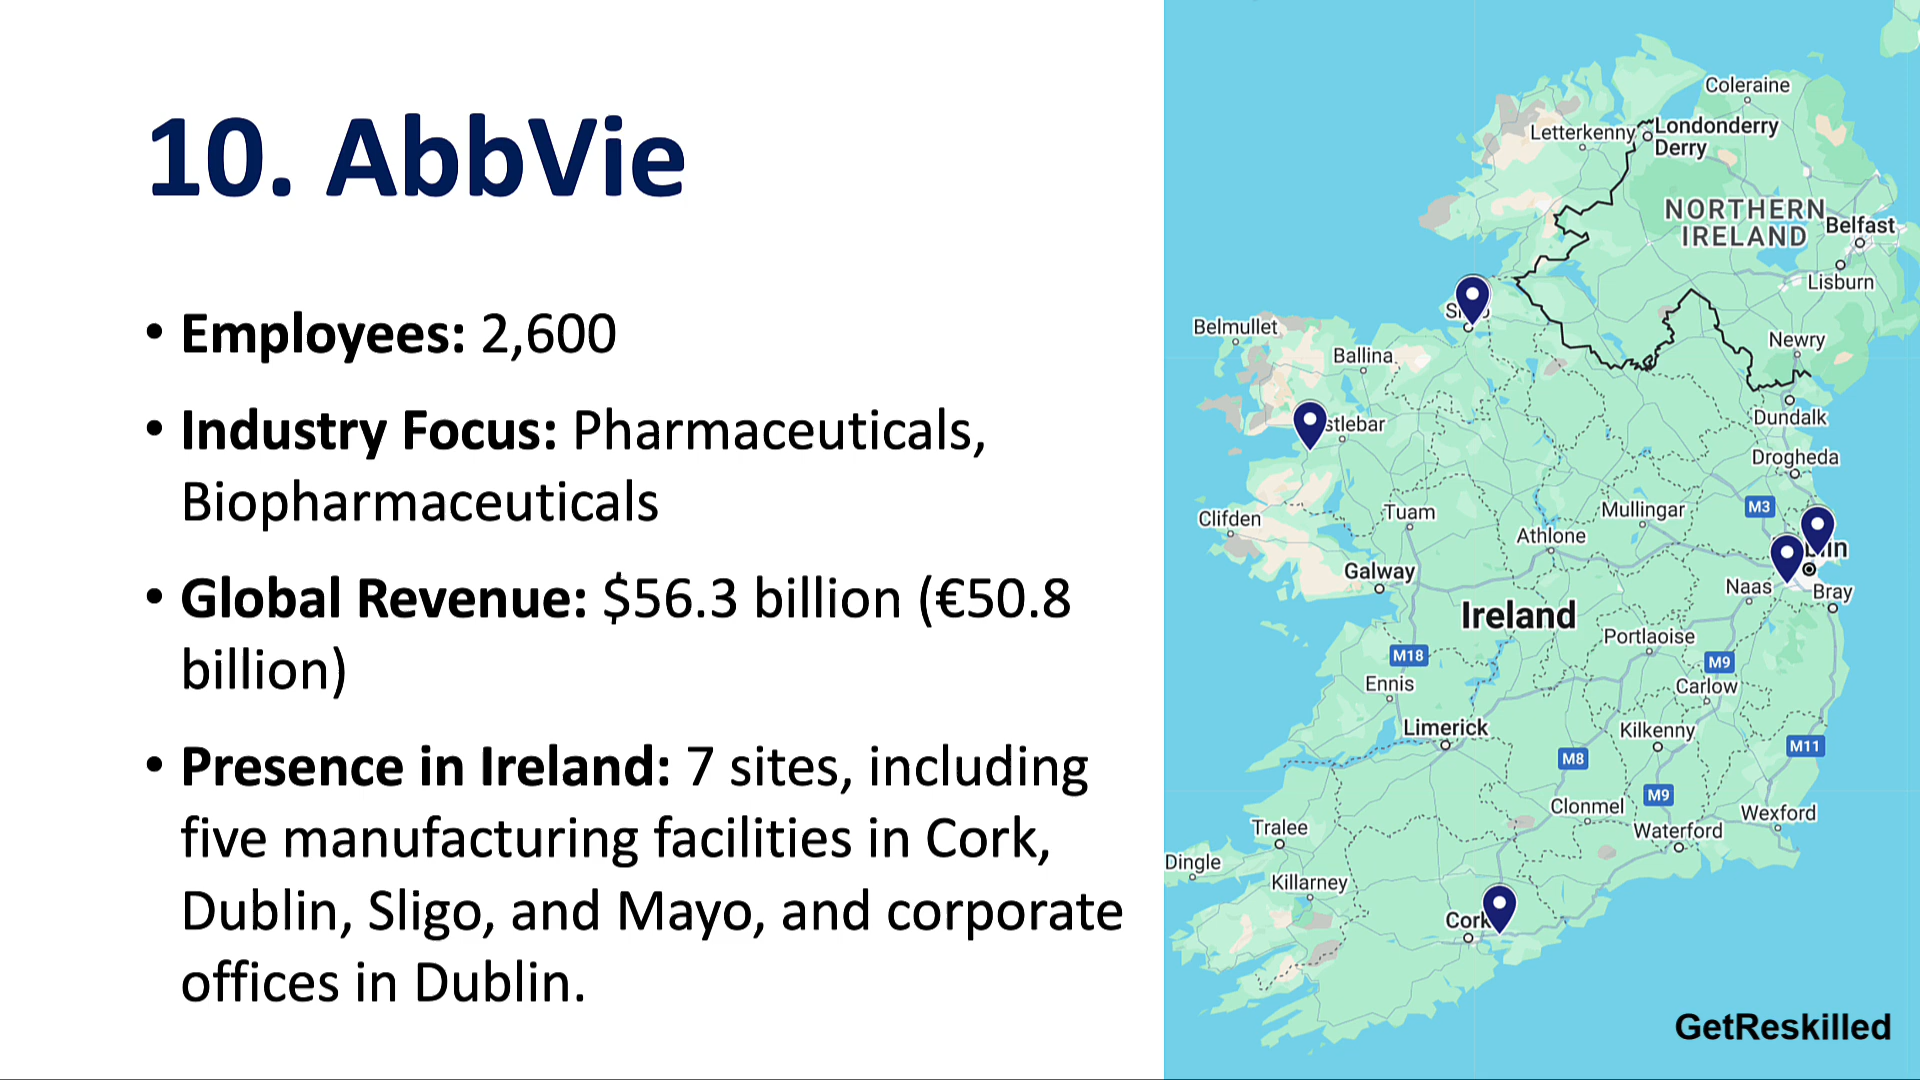 10. AbbVie
• Employees: 2,600
• Industry Focus: Pharmaceuticals,
Biopharmaceuticals
• Global Revenue: $56.3 billion (€50.8
billion)
• Presence in Ireland: 7 sites, including
five manufacturing facilities in Cork,
Dublin, Sligo, and Mayo, and corporate
offices in Dublin.
Coleraine
Letterkenny
Londonderry
Derry
NORTHERN
IRELAND
Belfast
Lisburn
Belmullet
Ballina
Newry
stlebar
Dundalk
Drogheda
M3
Clifden
Tuam
Mullingar
Athlone
Galway
Naas
Bray
Ireland
Portlaoise
M18
M9
Ennis
Carlow
Limerick
Kilkenny
M11
M8
M9
Clonmel
Wexford
Tralee
Waterford
Dingle
Killarney
Cork
GetReskilled